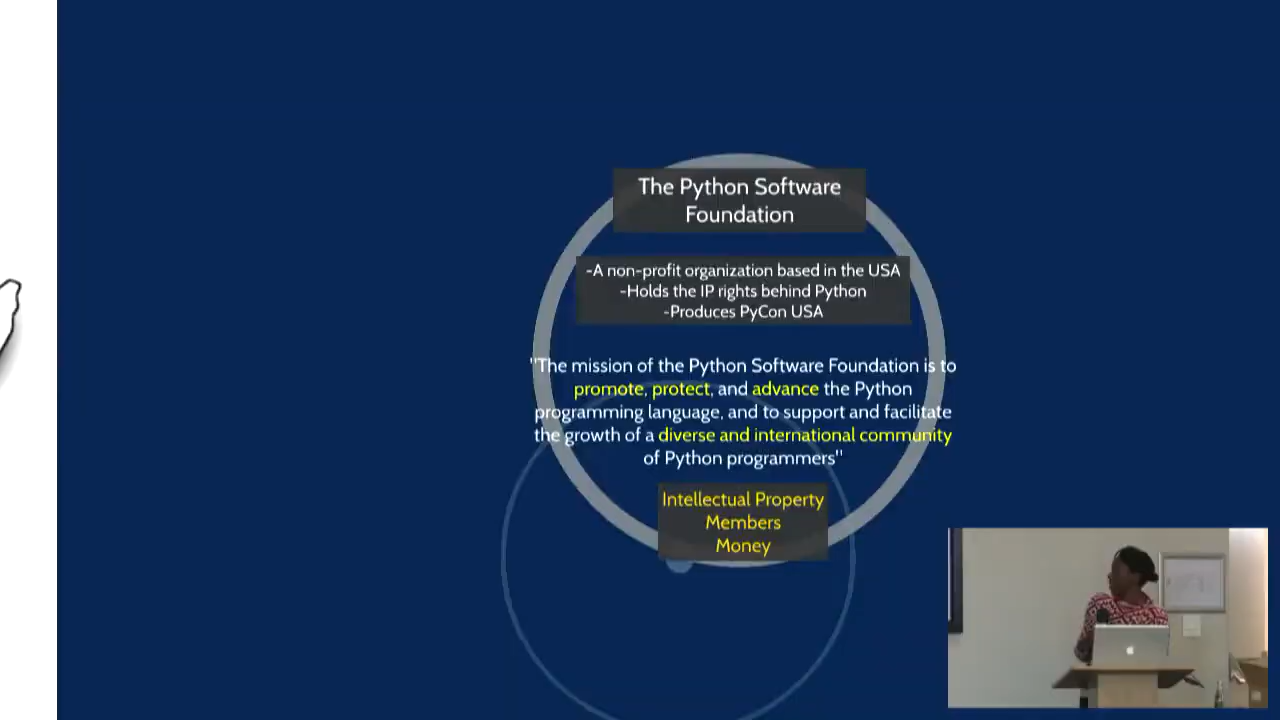 The Python Software
Foundation
-A non-profit organization based in the USA
-Holds the IP rights behind Python
-Produces PyCon USA
"The mission of the Python Software Foundation is to
promote, protect, and advance the Python
programming language, and to support and facilitate
the growth of a diverse and international community
of Python programmers"
Intellectual Property
Members
Money